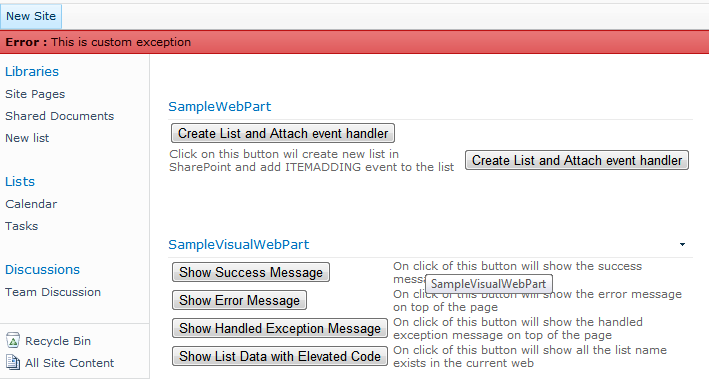 New Site
Error : This is custom exception
Libraries
Site Pages
Shared Documents
New list
Lists
Calendar
Tasks
Discussions
Team Discussion
Recycle Bin
All Site Content
SampleWebPart
Create List and Attach event handler
Click on this button wil create new list in
SharePoint and add ITEMADDING event to the list
Create List and Attach event handler
SampleVisualWebPart
Show Success Message
On click of this button will show the success
SampleVisualWebPart
Show Error Message
On click of this button will show the error message
on top of the page
Show Handled Exception Message
On click of this button will show the handled
exception message on top of the page
Show List Data with Elevated Code
On click of this button will show all the list name
exists in the current web